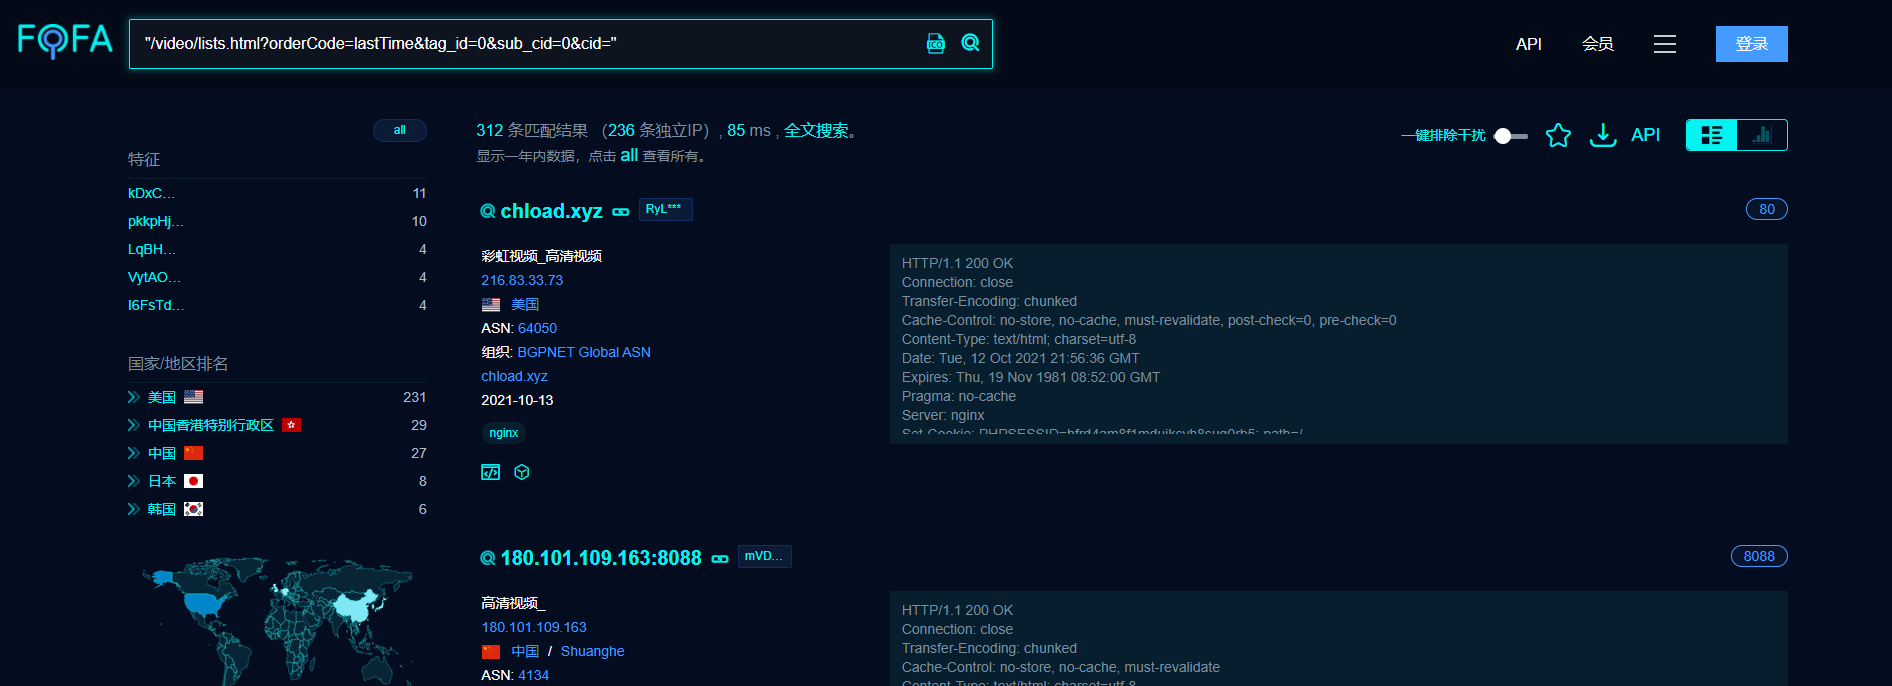 FOFA
"/video/lists.html?orderCode=lastTime&tag_id=0&sub_cid=0&cid="
ICO
API
会员
登录
all
特征
kDxC... 11
pkkpHj... 10
LqBH... 4
VytAO... 4
I6FsTd... 4
国家/地区排名
美国 231
中国香港特别行政区 29
中国 27
日本 8
韩国 6
312 条匹配结果 （236 条独立IP）, 85 ms , 全文搜索。
显示一年内数据，点击 all 查看所有。
一键排除干扰
API
chload.xyz RyL*** 80
彩虹视频_高清视频
216.83.33.73
美国
ASN: 64050
组织: BGPNET Global ASN
chload.xyz
2021-10-13
nginx
HTTP/1.1 200 OK
Connection: close
Transfer-Encoding: chunked
Cache-Control: no-store, no-cache, must-revalidate, post-check=0, pre-check=0
Content-Type: text/html; charset=utf-8
Date: Tue, 12 Oct 2021 21:56:36 GMT
Expires: Thu, 19 Nov 1981 08:52:00 GMT
Pragma: no-cache
Server: nginx
180.101.109.163:8088 mVD... 8088
高清视频_
180.101.109.163
中国 / Shuanghe
ASN: 4134
HTTP/1.1 200 OK
Connection: close
Transfer-Encoding: chunked
Cache-Control: no-store, no-cache, must-revalidate
Content-Type: text/html; charset=utf-8